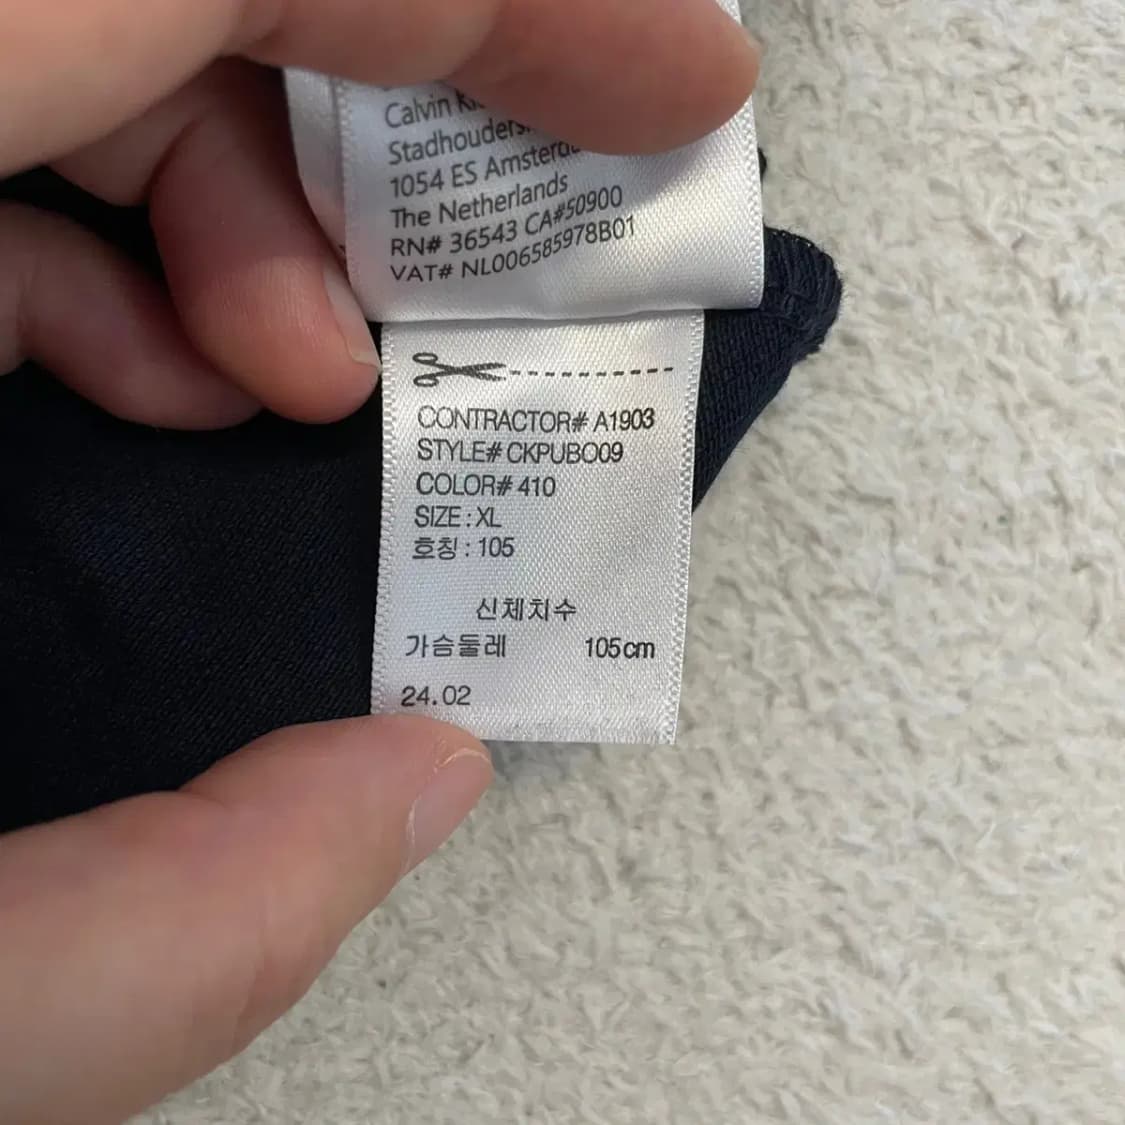 Calvin
Stadhouders
1054 ES Amsterda
The Netherlands
RN# 36543 CA#50900
VAT# NL006585978B01
CONTRACTOR# A1903
STYLE# CKPUBO09
COLOR# 410
SIZE : XL
호칭 : 105
신체치수
가슴둘레 105cm
24.02